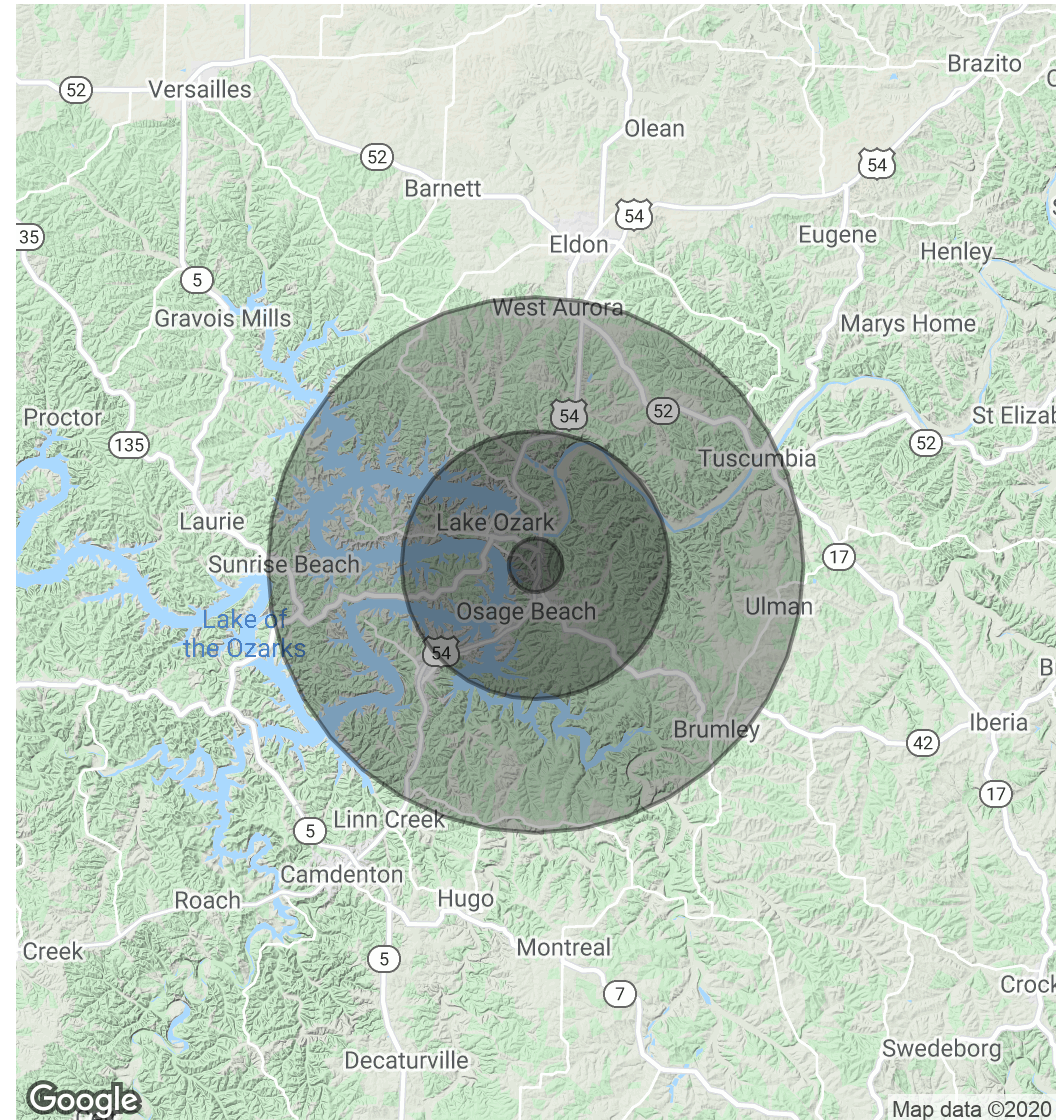 Brazito
Versailles
52
C
Olean
52
54
Barnett
54
Eugene
35
Eldon
Henley
5
West Aurora
Gravois Mills
Marys Home
Proctor
54
52
St Elizab
135
52
Tuscumbia
Laurie
Lake Ozark
17
Sunrise Beach
Ulman
Osage Beach
Lake of
the Ozarks
54
Brumley
Iberia
42
17
Linn Creek
5
Camdenton
Roach
Hugo
Creek
Montreal
5
Crock
7
Swedeborg
Decaturville
Google
Map data ©2020